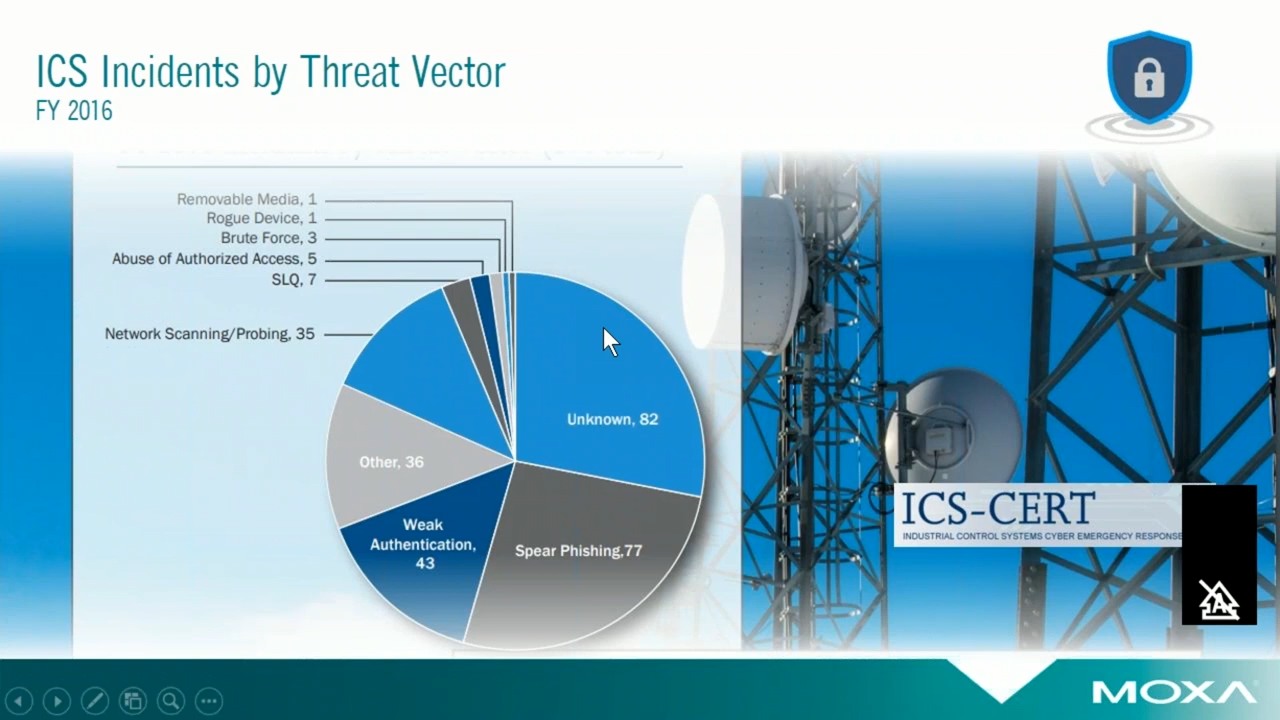 ICS Incidents by Threat Vector
FY 2016
Removable Media, 1
Rogue Device, 1
Brute Force, 3
Abuse of Authorized Access, 5
SLQ, 7
Network Scanning/Probing, 35
Unknown, 82
Other, 36
Weak
Authentication,
43
Spear Phishing,77
ICS-CERT
INDUSTRIAL CONTROL SYSTEMS CYBER EMERGENCY RESPONSE
A
MOXA